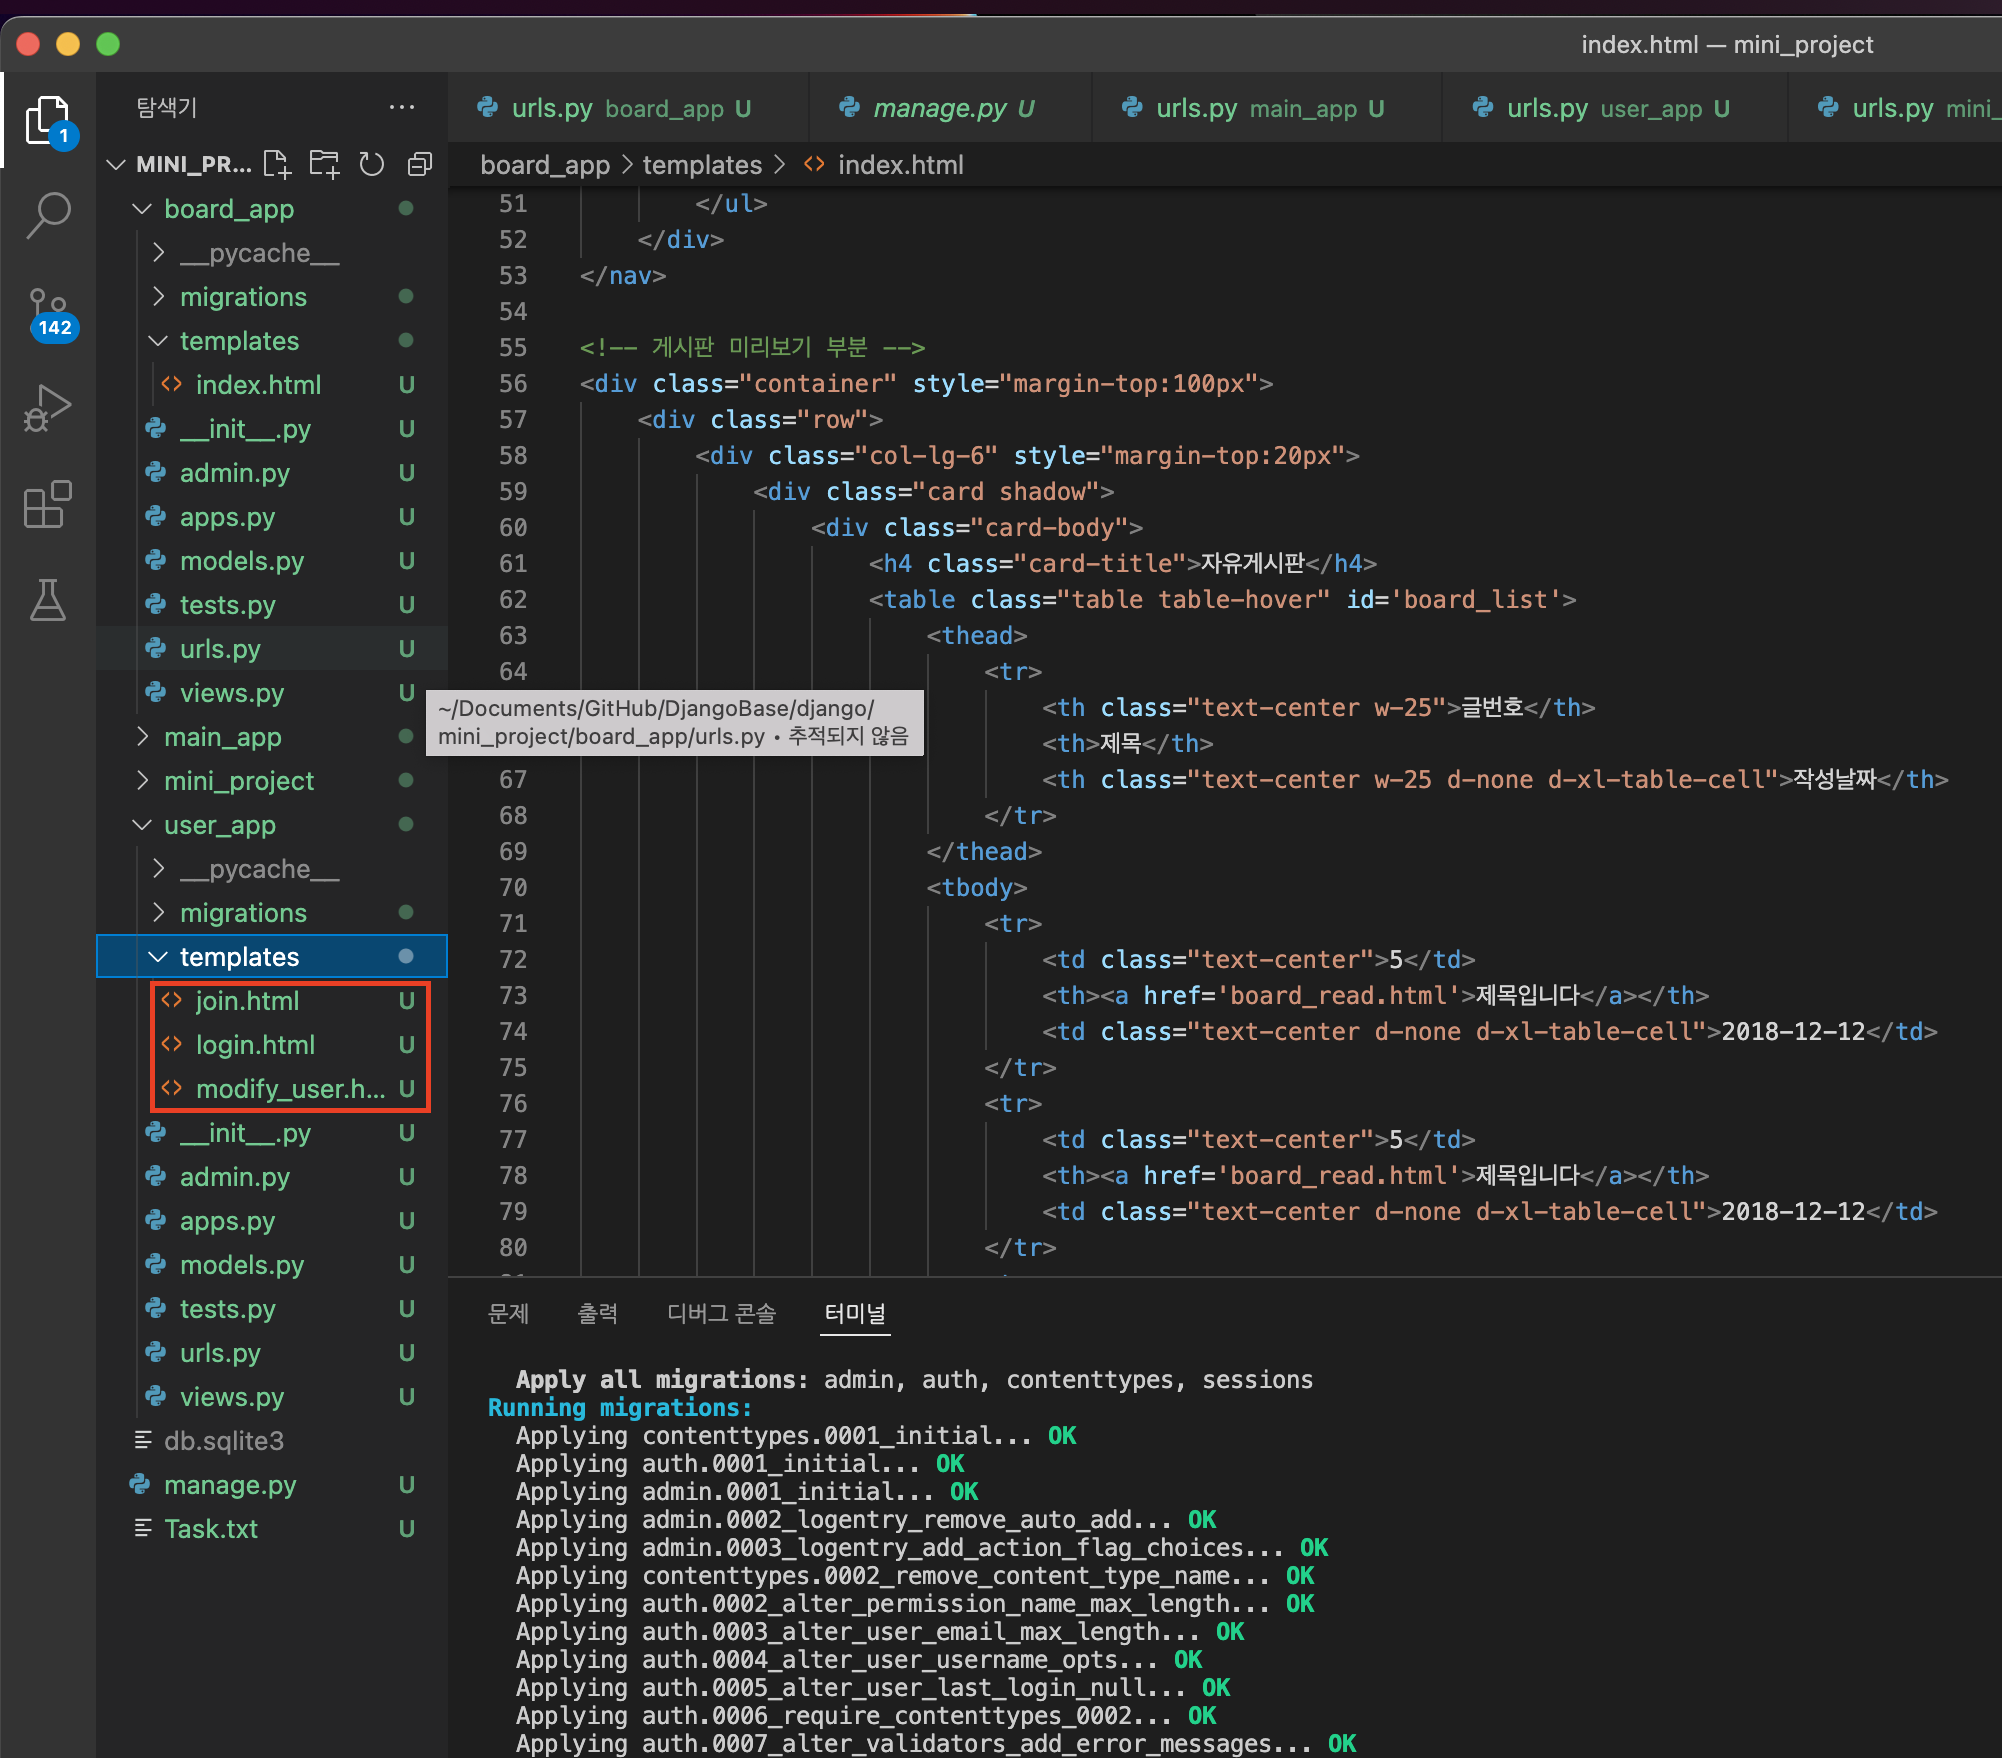 index.html — mini_project
탐색기 ···
urls.py board_app U
manage.py U
urls.py main_app U
urls.py user_app U
urls.py mini_
1
142
MINI_PR...
board_app > templates > <> index.html
board_app
__pycache__
migrations
templates
<> index.html U
__init__.py U
admin.py U
apps.py U
models.py U
tests.py U
urls.py U
views.py U
main_app
mini_project
user_app
__pycache__
migrations
templates
<> join.html U
<> login.html U
<> modify_user.h... U
__init__.py U
admin.py U
apps.py U
models.py U
tests.py U
urls.py U
views.py U
db.sqlite3
manage.py U
Task.txt U
51 </ul>
52 </div>
53 </nav>
54
55 <!-- 게시판 미리보기 부분 -->
56 <div class="container" style="margin-top:100px">
57 <div class="row">
58 <div class="col-lg-6" style="margin-top:20px">
59 <div class="card shadow">
60 <div class="card-body">
61 <h4 class="card-title">자유게시판</h4>
62 <table class="table table-hover" id='board_list'>
63 <thead>
64 <tr>
<th class="text-center w-25">글번호</th>
<th>제목</th>
~/Documents/GitHub/DjangoBase/django/
mini_project/board_app/urls.py • 추적되지 않음
67 <th class="text-center w-25 d-none d-xl-table-cell">작성날짜</th>
68 </tr>
69 </thead>
70 <tbody>
71 <tr>
72 <td class="text-center">5</td>
73 <th><a href='board_read.html'>제목입니다</a></th>
74 <td class="text-center d-none d-xl-table-cell">2018-12-12</td>
75 </tr>
76 <tr>
77 <td class="text-center">5</td>
78 <th><a href='board_read.html'>제목입니다</a></th>
79 <td class="text-center d-none d-xl-table-cell">2018-12-12</td>
80 </tr>
문제 출력 디버그 콘솔 터미널
Apply all migrations: admin, auth, contenttypes, sessions
Running migrations:
Applying contenttypes.0001_initial... OK
Applying auth.0001_initial... OK
Applying admin.0001_initial... OK
Applying admin.0002_logentry_remove_auto_add... OK
Applying admin.0003_logentry_add_action_flag_choices... OK
Applying contenttypes.0002_remove_content_type_name... OK
Applying auth.0002_alter_permission_name_max_length... OK
Applying auth.0003_alter_user_email_max_length... OK
Applying auth.0004_alter_user_username_opts... OK
Applying auth.0005_alter_user_last_login_null... OK
Applying auth.0006_require_contenttypes_0002... OK
Applying auth.0007_alter_validators_add_error_messages... OK